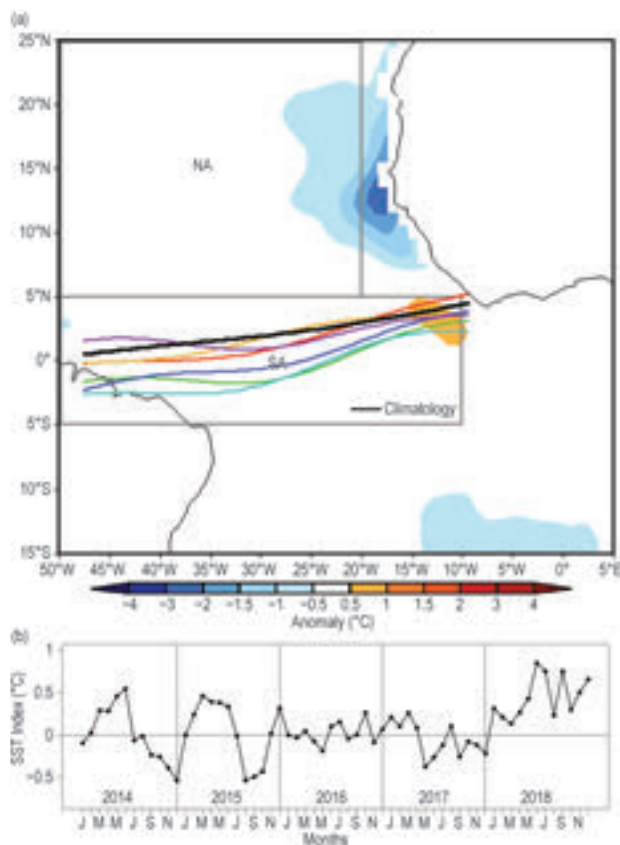 (a)
25°N
20°N
15°N
10°N
5°N
0°
5°S
10°S
15°S
NA
SA
Climatology
50°W 45°W 40°W 35°W 30°W 25°W 20°W 15°W 10°W 5°W 0° 5°E
−4 −3 −2 −1.5 −1 −0.5 0.5 1 1.5 2 3 4
Anomaly (°C)
(b)
SST Index (°C)
1
0.5
0
−0.5
2014 2015 2016 2017 2018
J M M J S N J M M J S N J M M J S N J M M J S N J M M J S N
Months